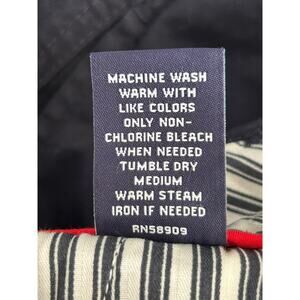 MACHINE WASH
WARM WITH
LIKE COLORS
ONLY NON-
CHLORINE BLEACH
WHEN NEEDED
TUMBLE DRY
MEDIUM
WARM STEAM
IRON IF NEEDED
RN58909